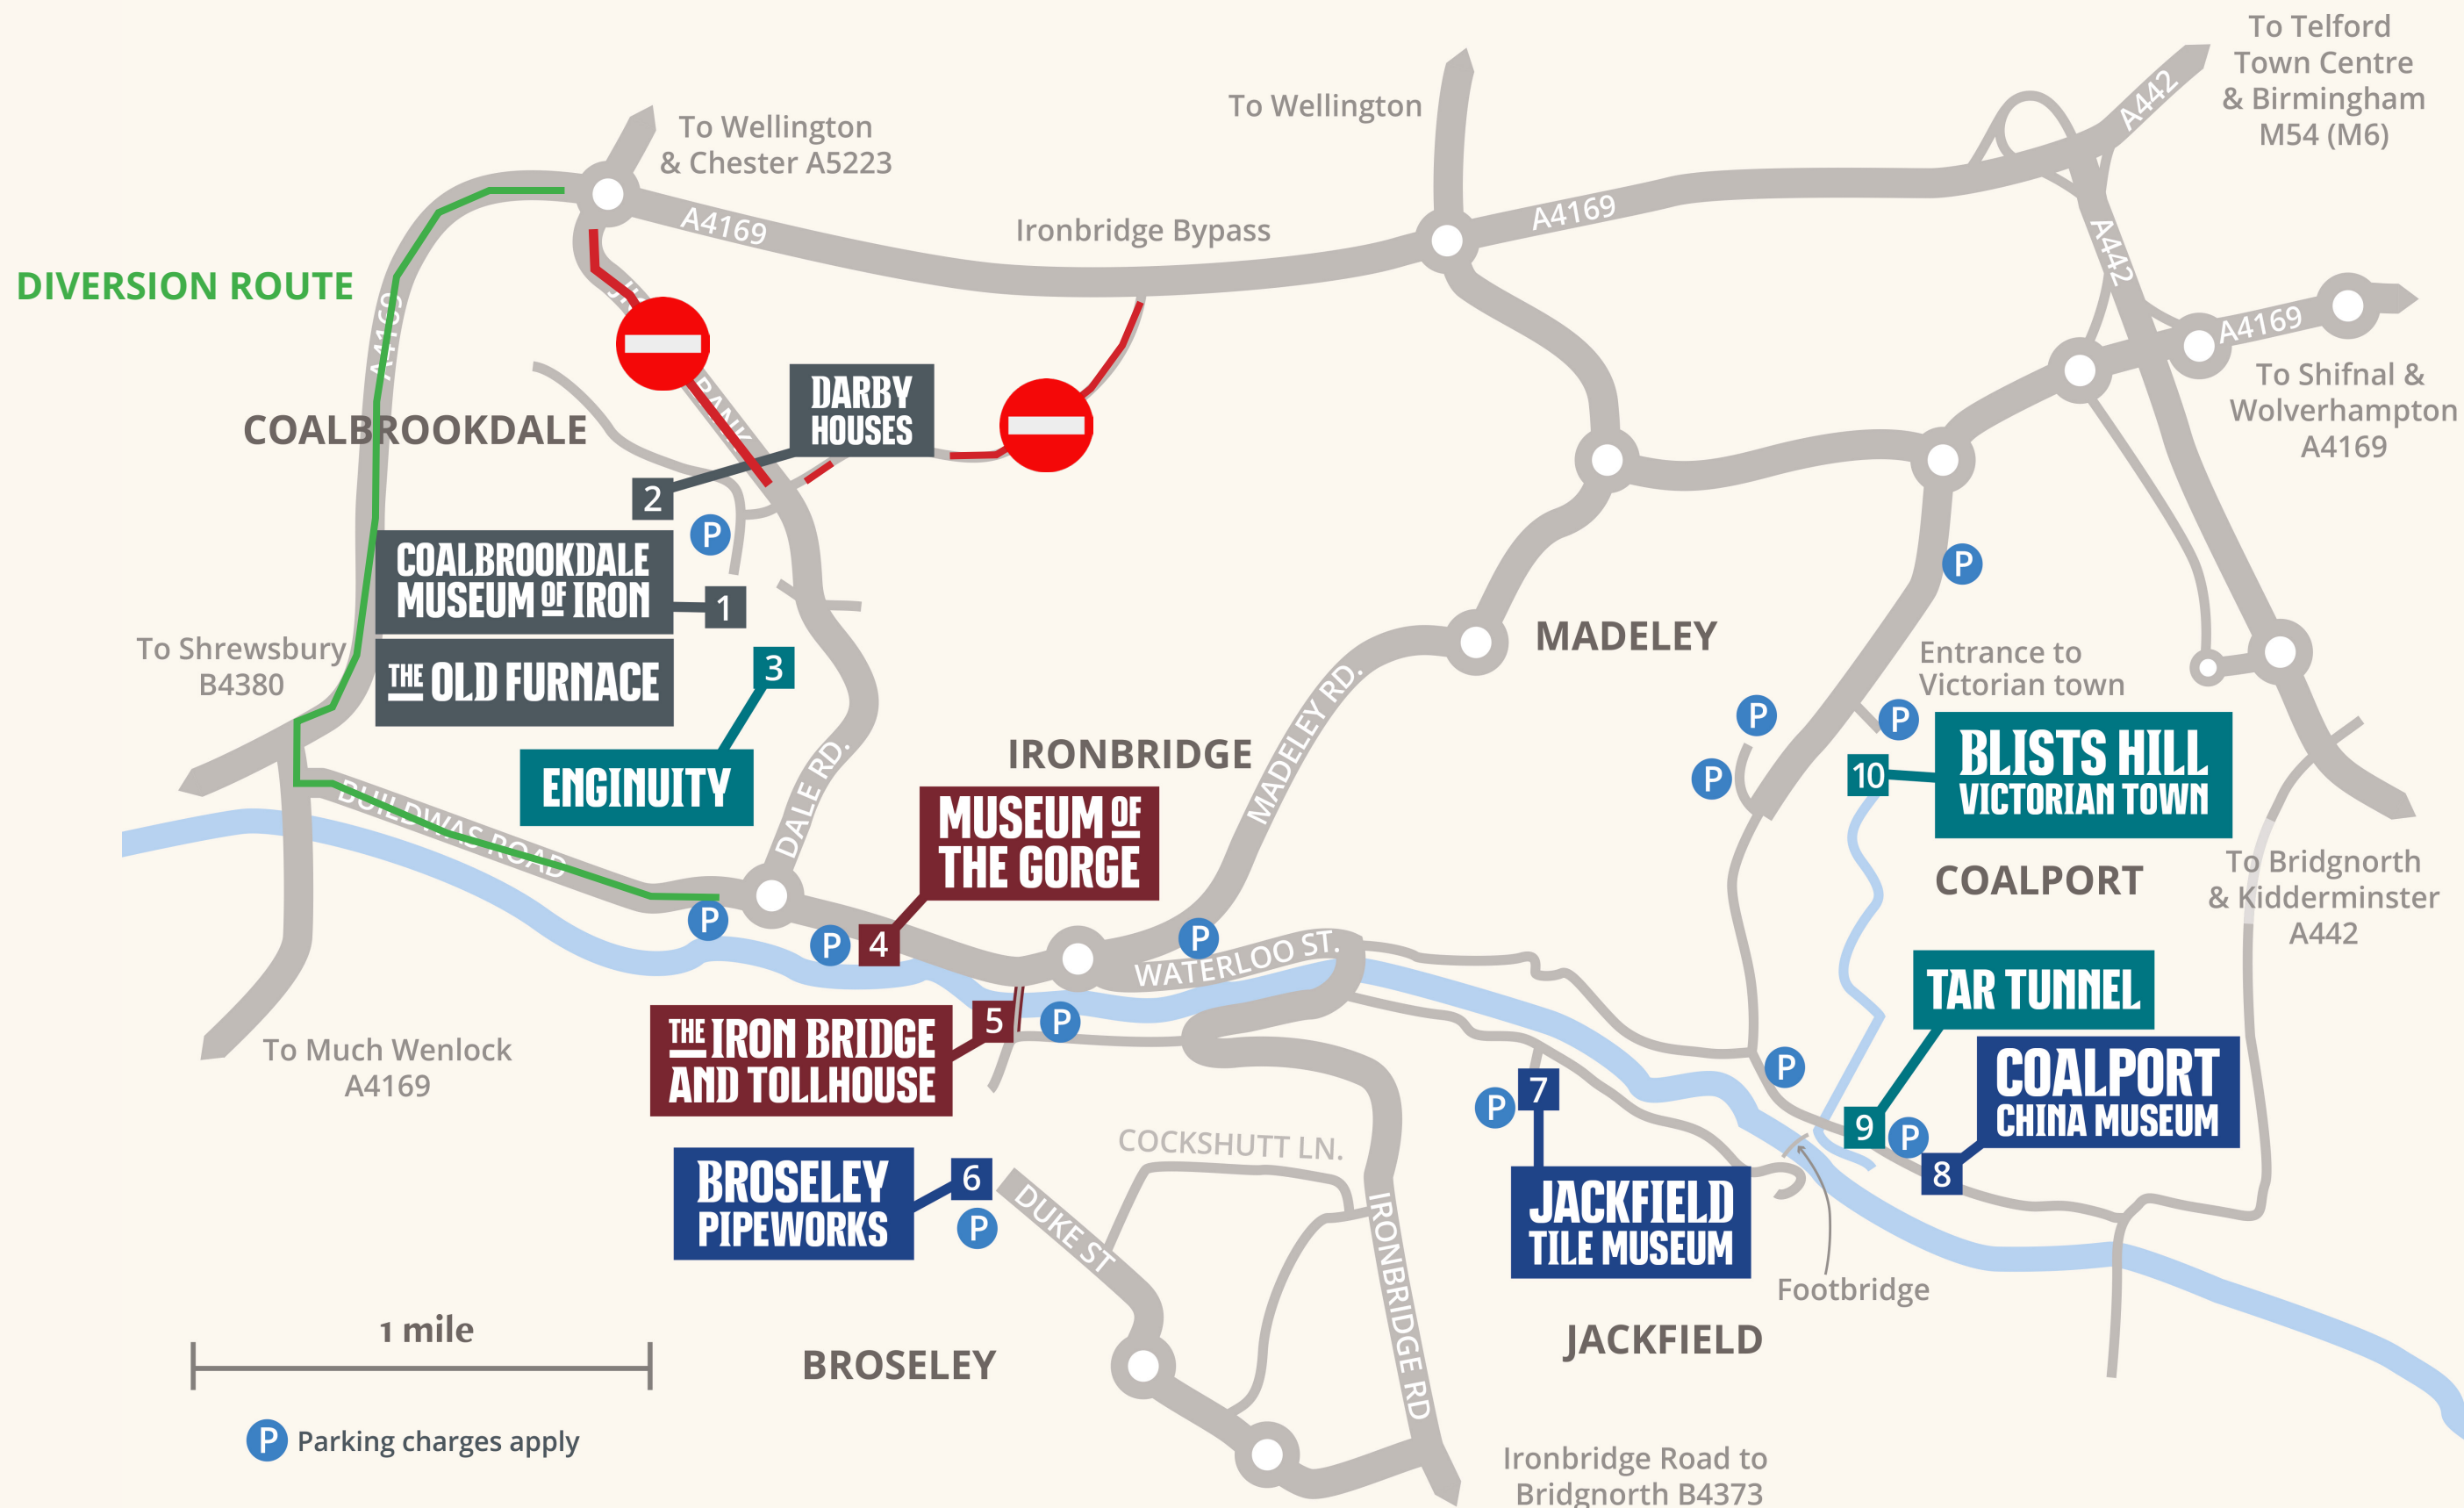 To Telford
Town Centre
& Birmingham
M54 (M6)
A442
To Wellington
To Wellington
& Chester A5223
A4169
Ironbridge Bypass
A4169
A442
A4169
To Shifnal &
Wolverhampton
A4169
DIVERSION ROUTE
A4169
BANK
COALBROOKDALE
DARBY
HOUSES
2
P
COALBROOKDALE
MUSEUM OF IRON
1
THE OLD FURNACE
To Shrewsbury
B4380
3
ENGINUITY
DALE RD.
BUILDWAS ROAD
IRONBRIDGE
MUSEUM OF
THE GORGE
MADELEY RD.
MADELEY
P
Entrance to
Victorian town
P
P
P
10
BLISTS HILL
VICTORIAN TOWN
COALPORT
To Bridgnorth
& Kidderminster
A442
P
P
4
P
WATERLOO ST.
TAR TUNNEL
THE IRON BRIDGE
AND TOLLHOUSE
5
P
To Much Wenlock
A4169
P
7
P
9
P
COALPORT
CHINA MUSEUM
8
COCKSHUTT LN.
BROSELEY
PIPEWORKS
6
P
DUKE ST
IRONBRIDGE RD
JACKFIELD
TILE MUSEUM
Footbridge
JACKFIELD
BROSELEY
1 mile
P Parking charges apply
Ironbridge Road to
Bridgnorth B4373